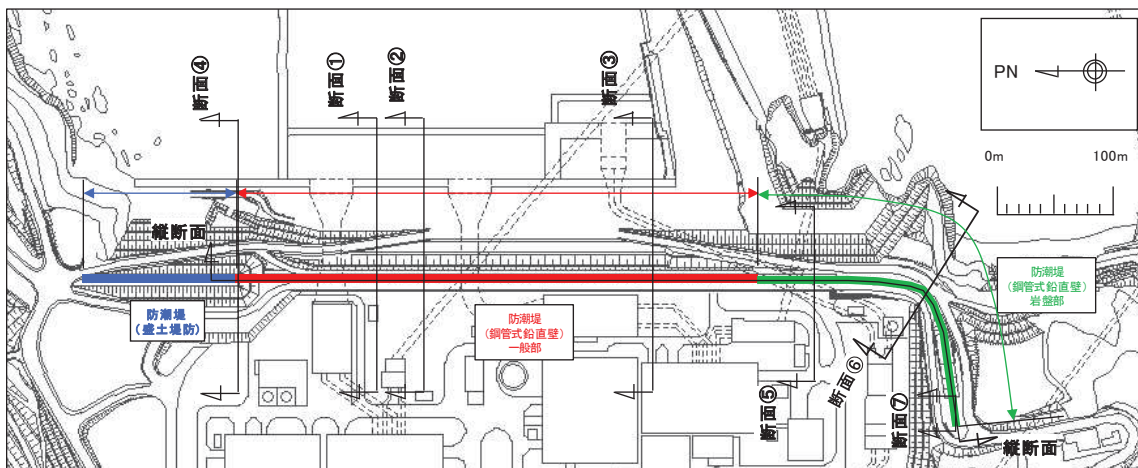 断面④
断面①
断面②
断面③
PN
0m
100m
縦断面
防潮堤
(盛土堤防)
防潮堤
(鋼管式鉛直壁)
一般部
防潮堤
(鋼管式鉛直壁)
岩盤部
断面⑤
断面⑥
断面⑦
縦断面